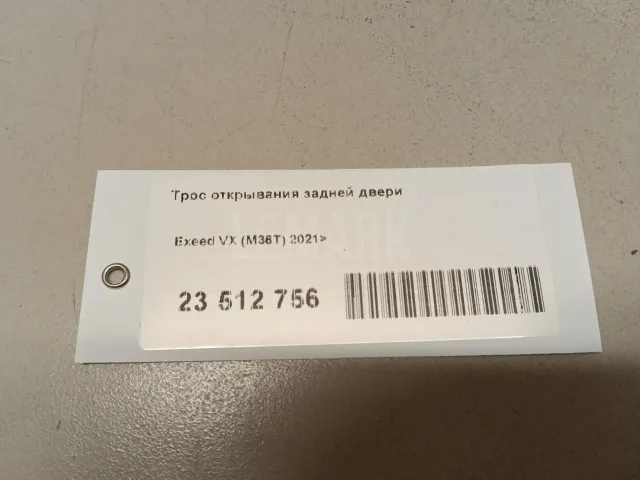 Трос открывания задней двери
Exeed VX (M36T) 2021>
23 512 756